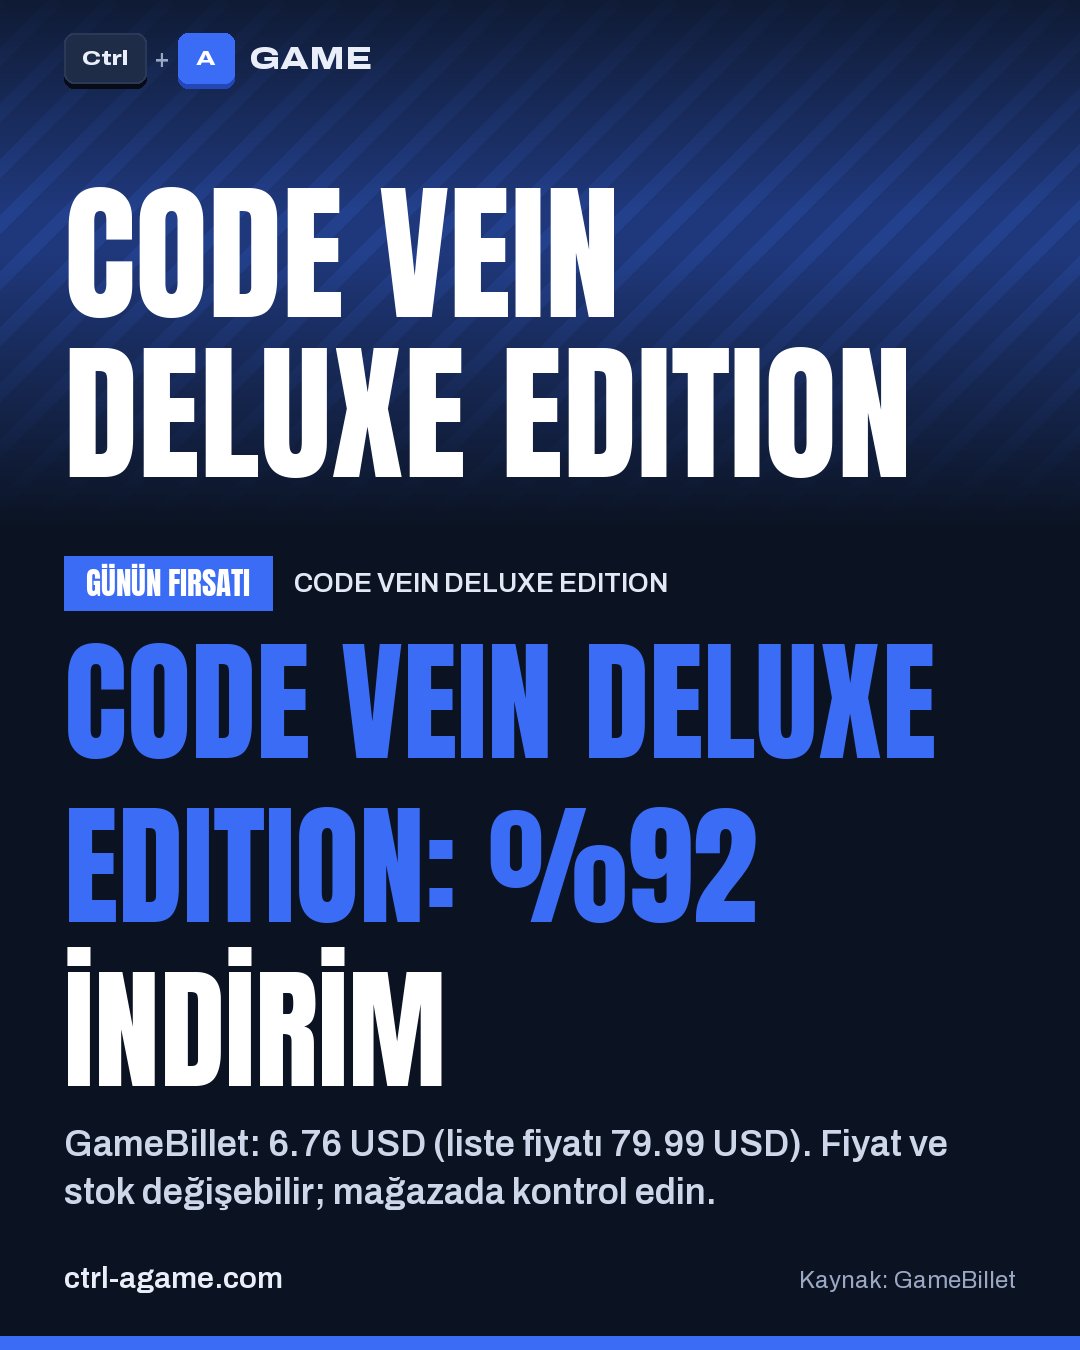 Ctrl + A GAME
CODE VEIN
DELUXE EDITION
GÜNÜN FIRSATI CODE VEIN DELUXE EDITION
CODE VEIN DELUXE
EDITION: %92
İNDİRİM
GameBillet: 6.76 USD (liste fiyatı 79.99 USD). Fiyat ve
stok değişebilir; mağazada kontrol edin.
ctrl-agame.com Kaynak: GameBillet